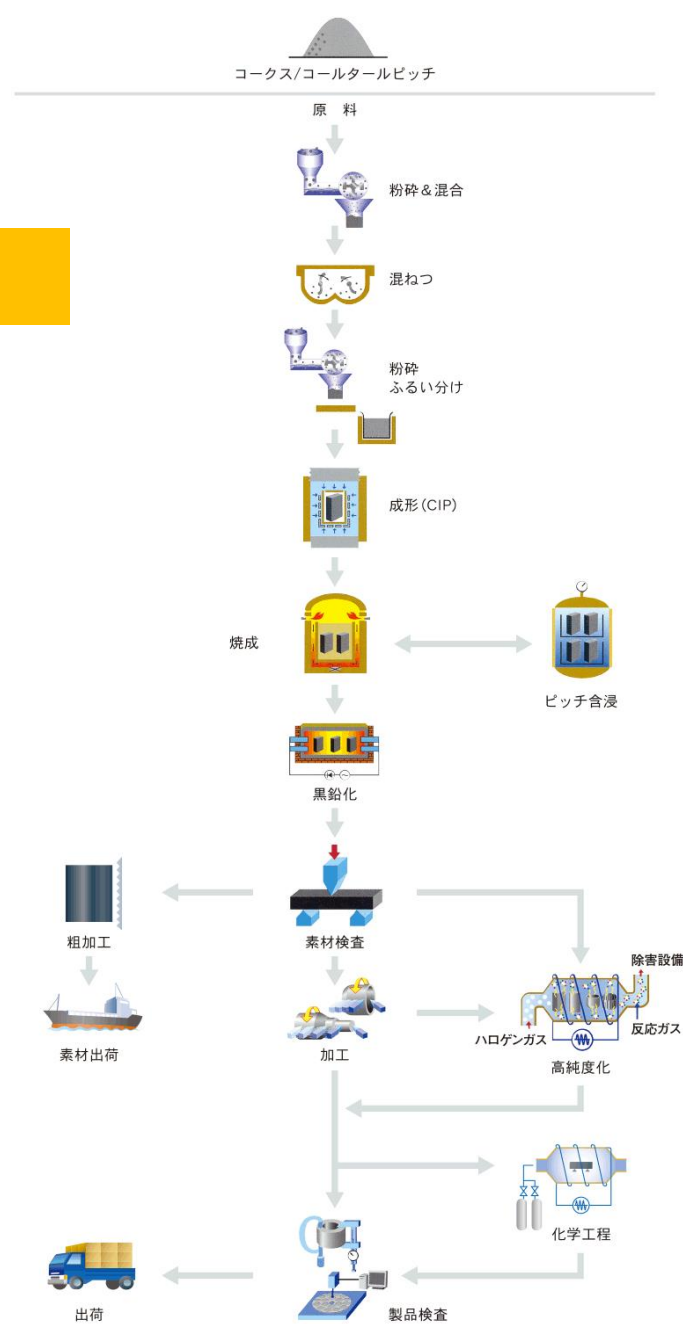 コークス/コールタールピッチ
原　料
粉砕＆混合
混ねつ
粉砕
ふるい分け
成形(CIP)
焼成
ピッチ含浸
黒鉛化
粗加工
素材検査
除害設備
素材出荷
加工
ハロゲンガス
反応ガス
高純度化
化学工程
出荷
製品検査